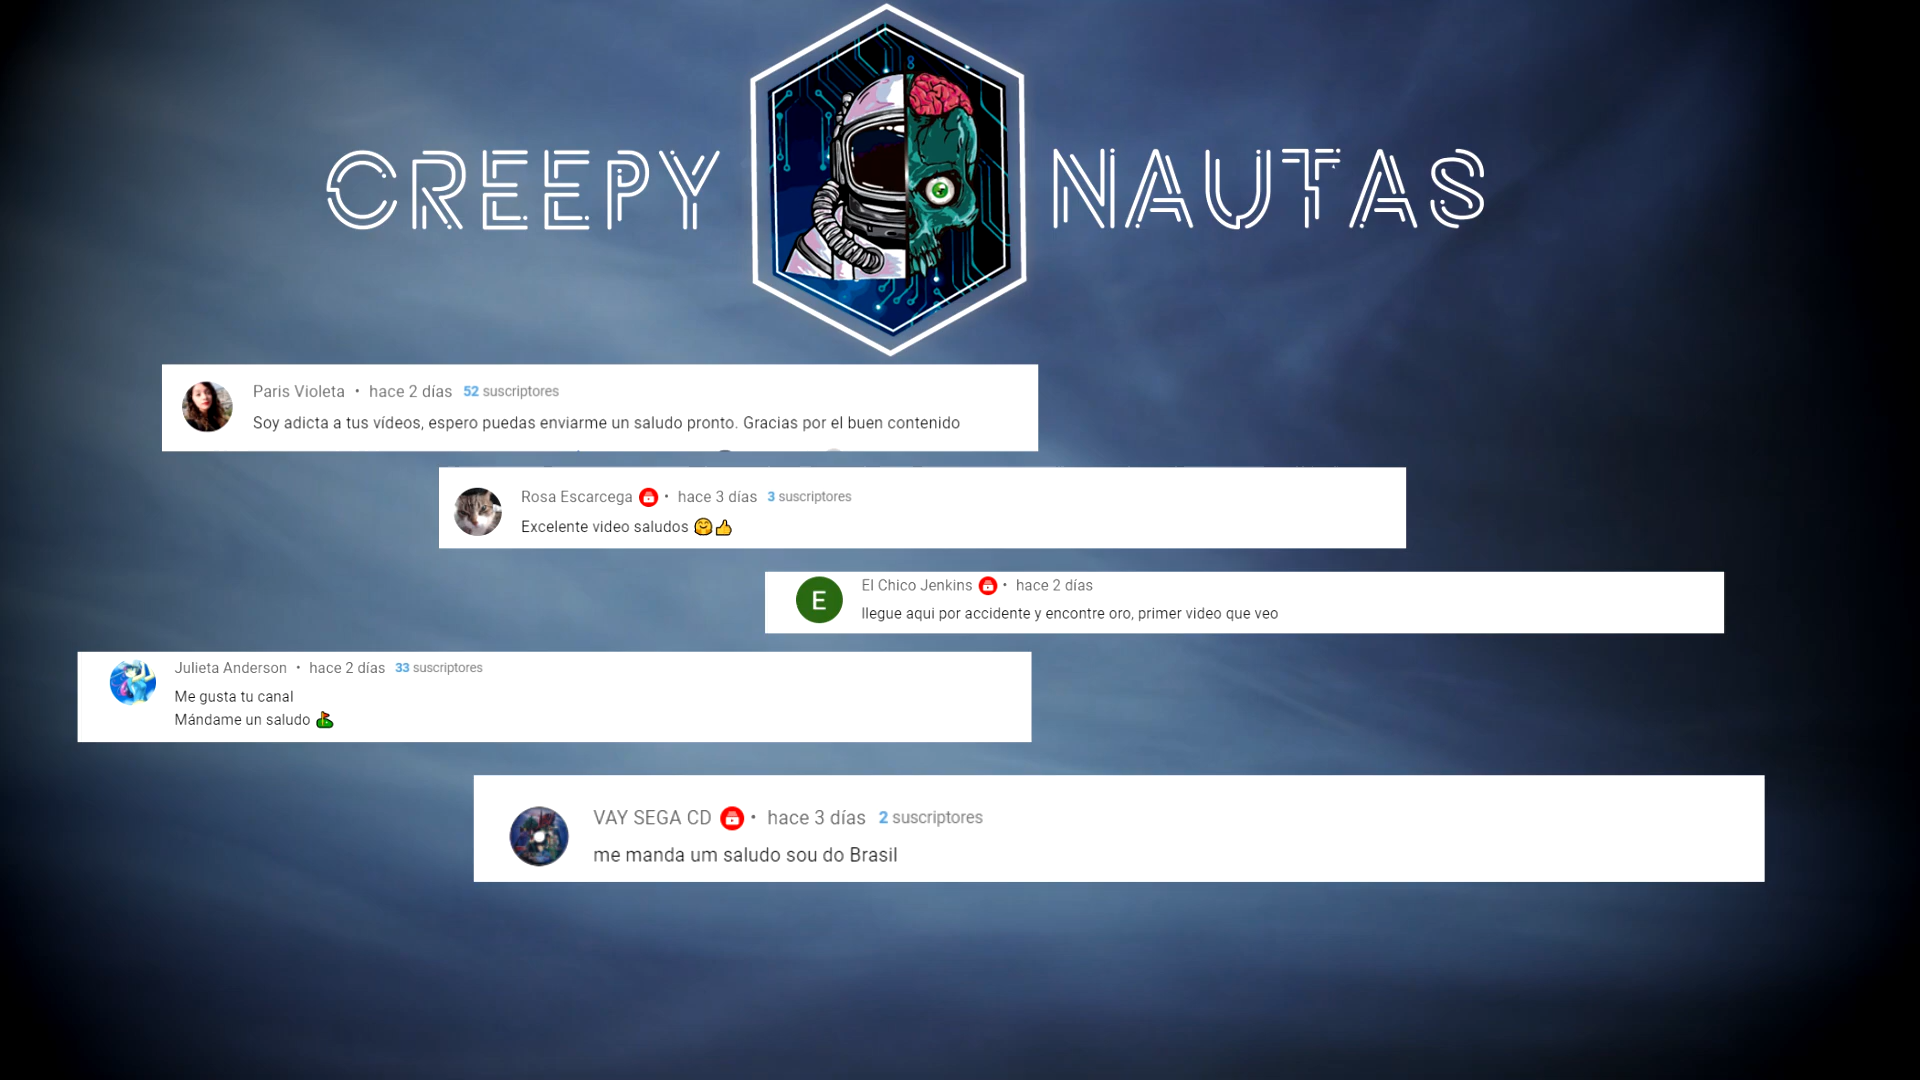 CREEPY NAUTAS
Paris Violeta • hace 2 días 52 suscriptores
Soy adicta a tus vídeos, espero puedas enviarme un saludo pronto. Gracias por el buen contenido
Rosa Escarcega • hace 3 días 3 suscriptores
Excelente video saludos 🤗👍
E
El Chico Jenkins • hace 2 días
llegue aqui por accidente y encontre oro, primer video que veo
Julieta Anderson • hace 2 días 33 suscriptores
Me gusta tu canal
Mándame un saludo ⛳
VAY SEGA CD • hace 3 días 2 suscriptores
me manda um saludo sou do Brasil